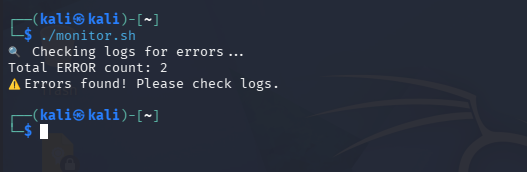 ┌──(kali㉿kali)-[~]
└─$ ./monitor.sh
🔍 Checking logs for errors...
Total ERROR count: 2
⚠️ Errors found! Please check logs.
┌──(kali㉿kali)-[~]
└─$